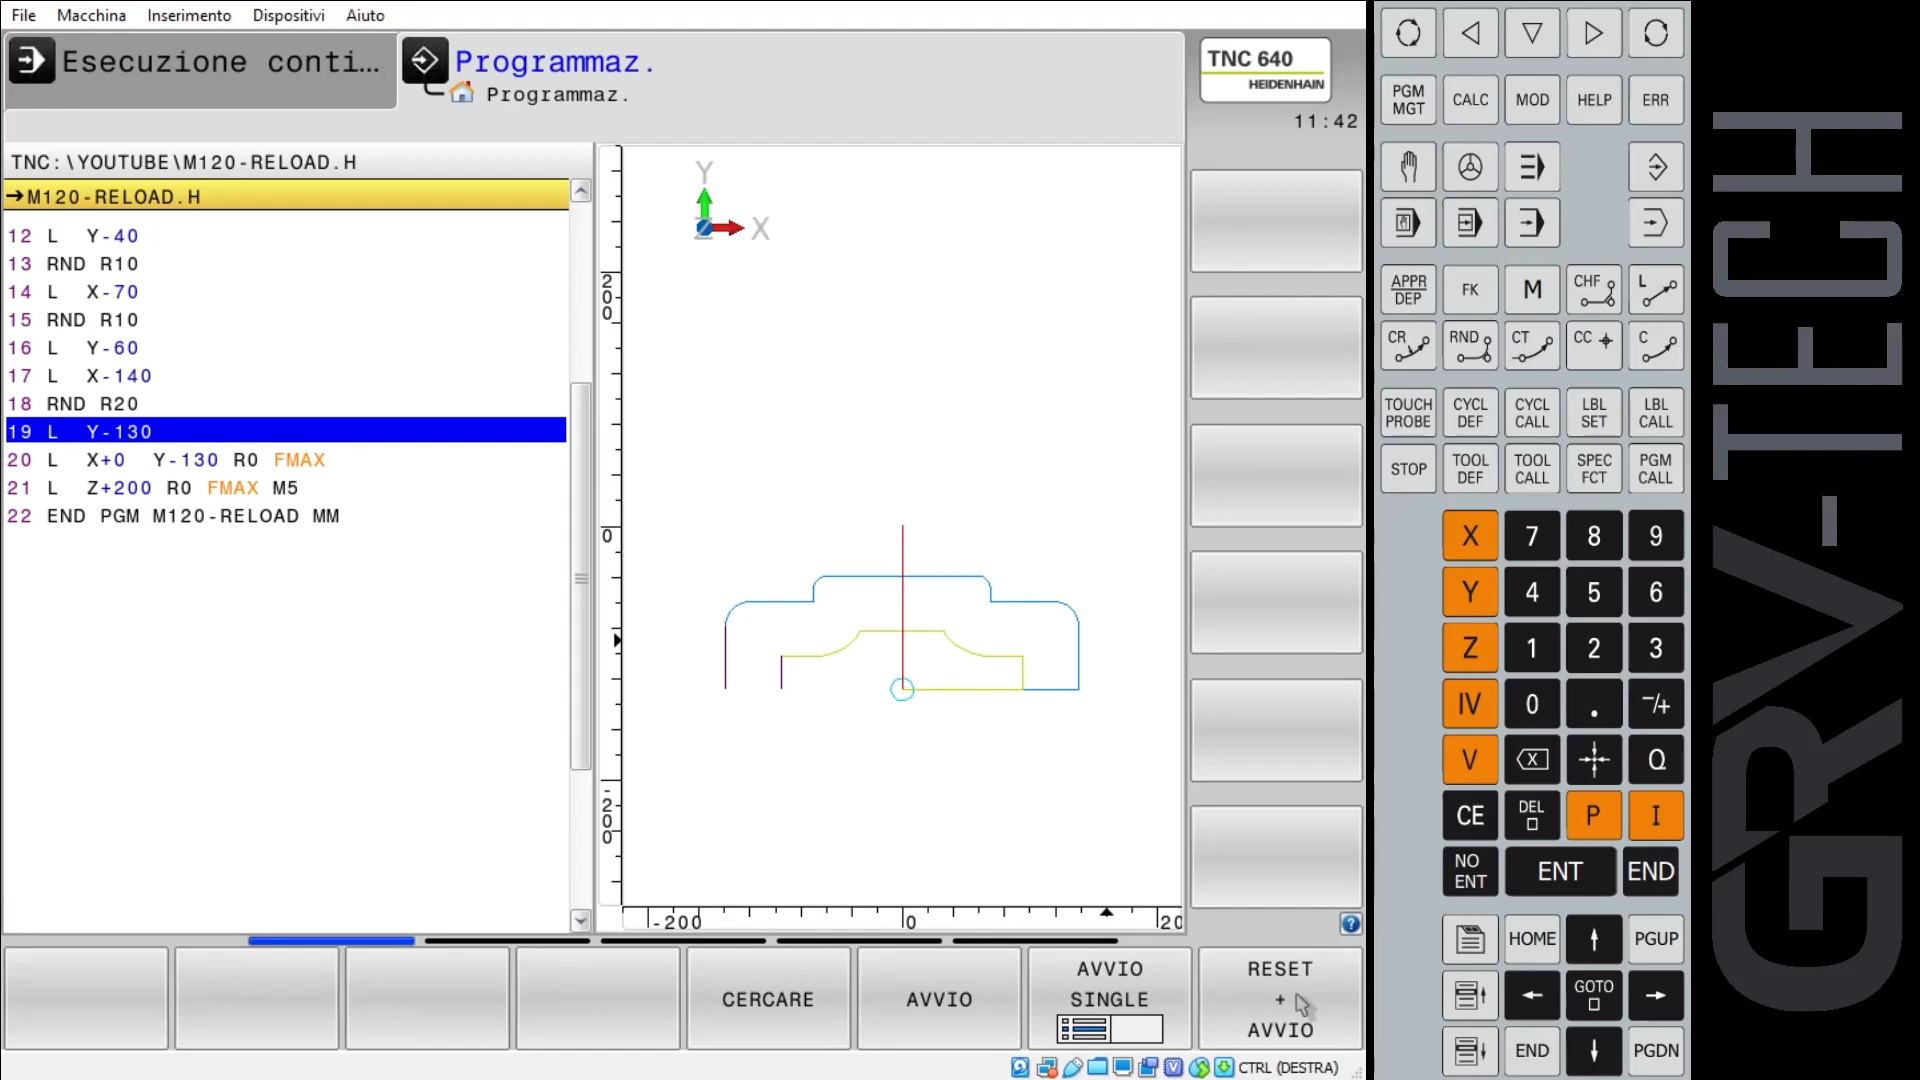 File Macchina Inserimento Dispositivi Aiuto
Esecuzione conti...
Programmaz.
Programmaz.
TNC 640
HEIDENHAIN
11:42
TNC:\YOUTUBE\M120-RELOAD.H
→M120-RELOAD.H
12 L Y-40
13 RND R10
14 L X-70
15 RND R10
16 L Y-60
17 L X-140
18 RND R20
19 L Y-130
20 L X+0 Y-130 R0 FMAX
21 L Z+200 R0 FMAX M5
22 END PGM M120-RELOAD MM
Y
Z X
200
0
-200
-200 0 20
CERCARE
AVVIO
AVVIO SINGLE
RESET + AVVIO
CTRL (DESTRA)
PGM MGT CALC MOD HELP ERR
APPR DEP FK M CHF L
CR RND CT CC C
TOUCH PROBE CYCL DEF CYCL CALL LBL SET LBL CALL
STOP TOOL DEF TOOL CALL SPEC FCT PGM CALL
X 7 8 9
Y 4 5 6
Z 1 2 3
IV 0 . −/+
V X Q
CE DEL P I
NO ENT ENT END
HOME ↑ PGUP
← GOTO →
END ↓ PGDN
GRV-TECH